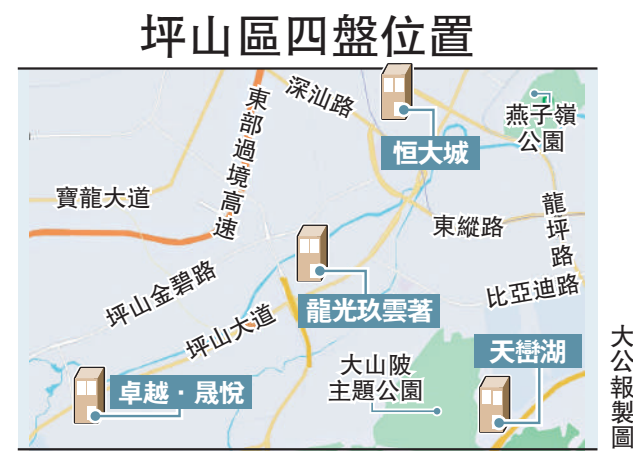 坪山區四盤位置
深汕路
東部過境高速
燕子嶺
公園
恒大城
寶龍大道
龍坪路
東縱路
坪山金碧路
比亞迪路
龍光玖雲著
坪山大道
天巒湖
大山陂
主題公園
卓越·晟悅
大公報製圖